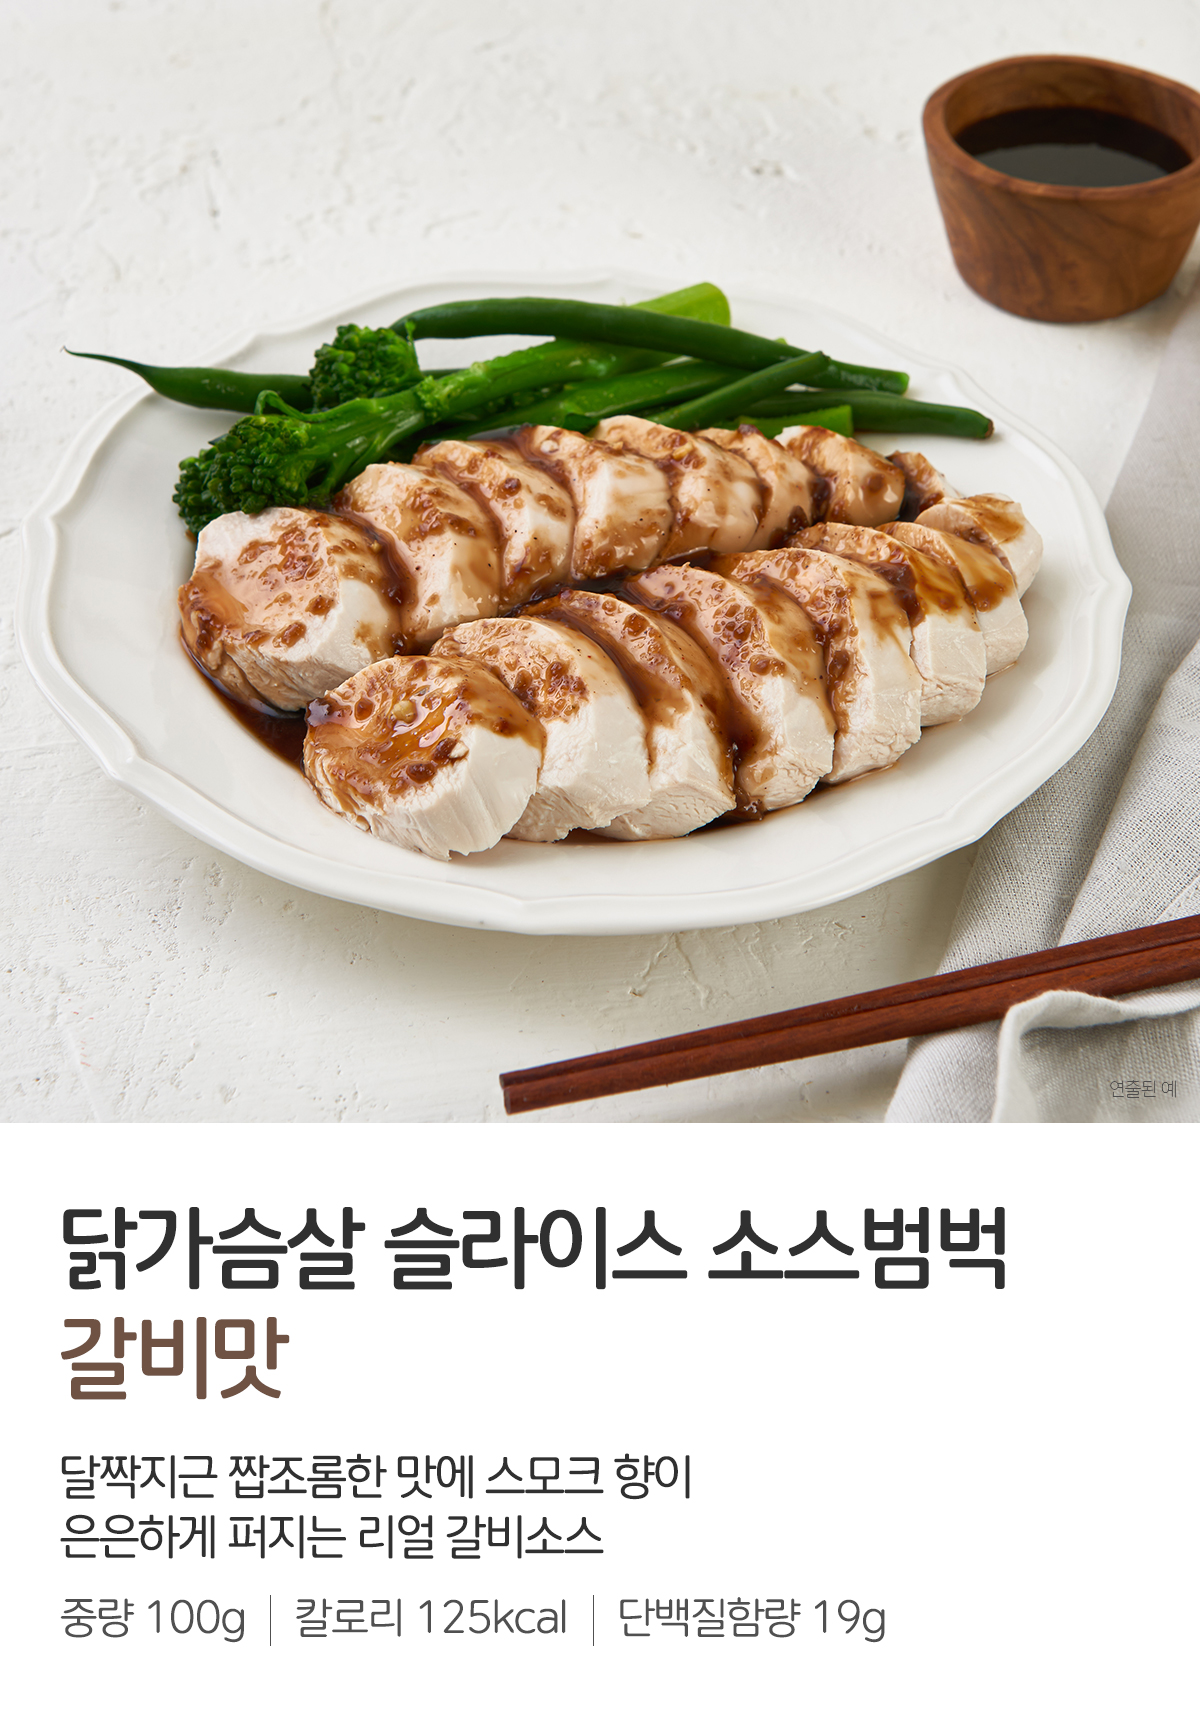 연출된 예
닭가슴살 슬라이스 소스범벅
갈비맛
달짝지근 짭조롬한 맛에 스모크 향이
은은하게 퍼지는 리얼 갈비소스
중량 100g | 칼로리 125kcal | 단백질함량 19g